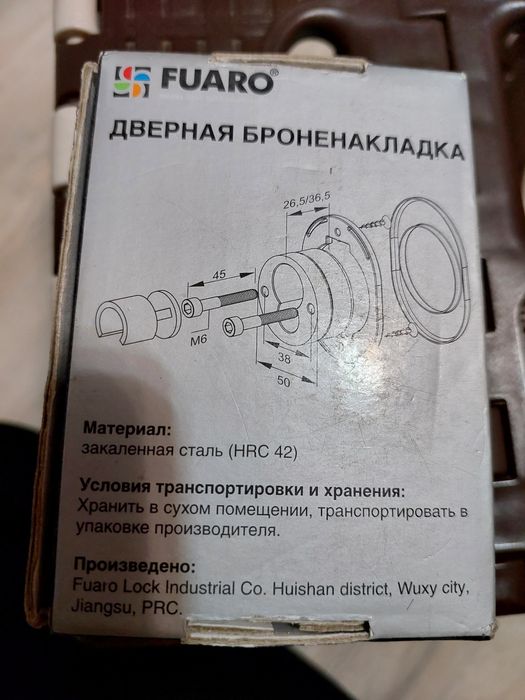 FUARO®
ДВЕРНАЯ БРОНЕНАКЛАДКА
26,5/36,5
45
М6
38
50
Материал:
закаленная сталь (HRC 42)
Условия транспортировки и хранения:
Хранить в сухом помещении, транспортировать в
упаковке производителя.
Произведено:
Fuaro Lock Industrial Co. Huishan district, Wuxy city,
Jiangsu, PRC.